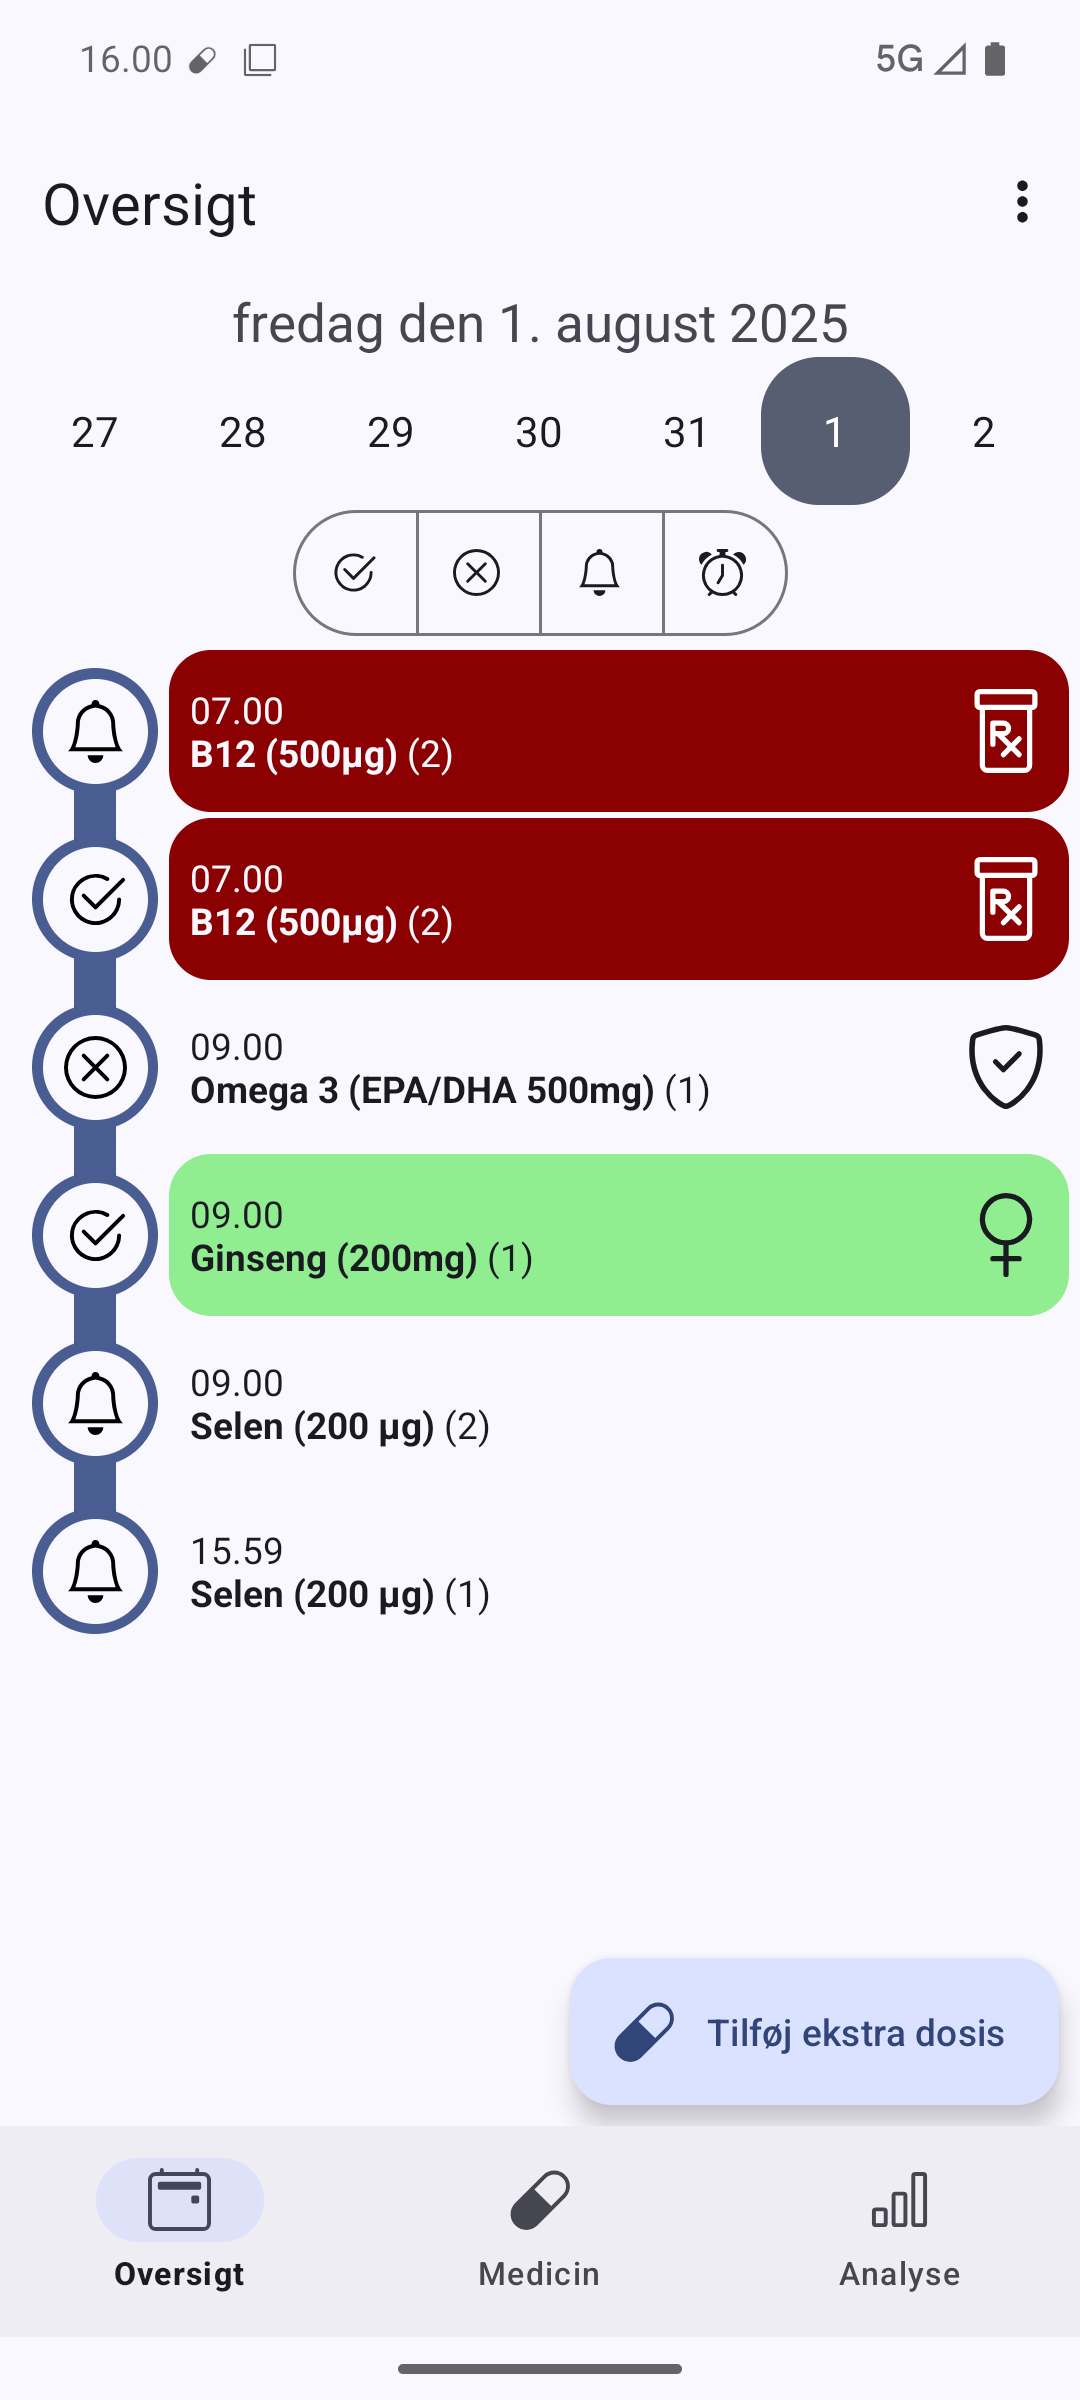 16.00
5G
Oversigt
fredag den 1. august 2025
27 28 29 30 31 1 2
07.00
B12 (500µg) (2)
07.00
B12 (500µg) (2)
09.00
Omega 3 (EPA/DHA 500mg) (1)
09.00
Ginseng (200mg) (1)
09.00
Selen (200 µg) (2)
15.59
Selen (200 µg) (1)
Tilføj ekstra dosis
Oversigt
Medicin
Analyse